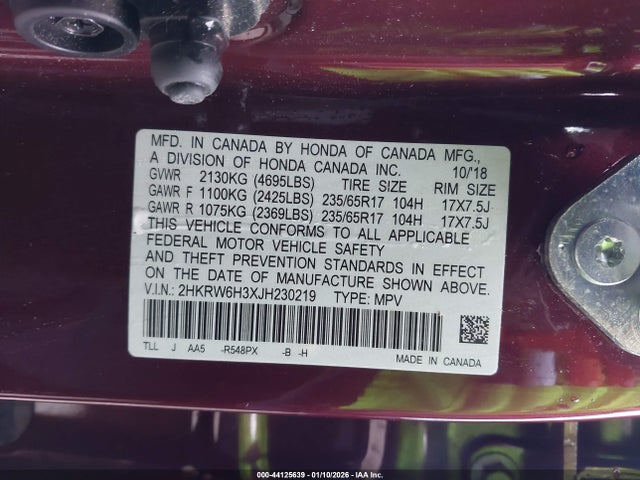 MFD. IN CANADA BY HONDA OF CANADA MFG.,
A DIVISION OF HONDA CANADA INC. 10/'18
GVWR 2130KG (4695LBS) TIRE SIZE RIM SIZE
GAWR F 1100KG (2425LBS) 235/65R17 104H 17X7.5J
GAWR R 1075KG (2369LBS) 235/65R17 104H 17X7.5J
THIS VEHICLE CONFORMS TO ALL APPLICABLE
FEDERAL MOTOR VEHICLE SAFETY
AND THEFT PREVENTION STANDARDS IN EFFECT
ON THE DATE OF MANUFACTURE SHOWN ABOVE.
V.I.N.: 2HKRW6H3XJH230219 TYPE: MPV
TLL J AA5 -R548PX -B -H
MADE IN CANADA
000-44125639 - 01/10/2026 - IAA Inc.